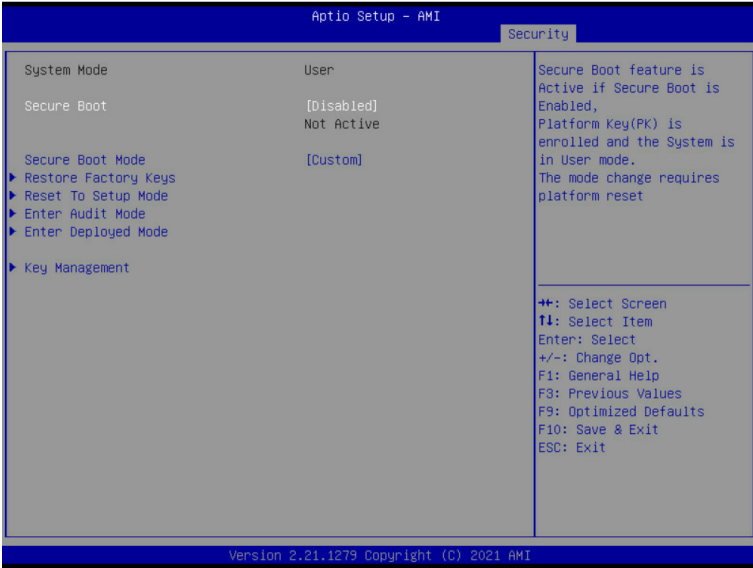 Aptio Setup – AMI
Security
System Mode User
Secure Boot [Disabled]
Not Active
Secure Boot Mode [Custom]
Restore Factory Keys
Reset To Setup Mode
Enter Audit Mode
Enter Deployed Mode
Key Management
Secure Boot feature is
Active if Secure Boot is
Enabled,
Platform Key(PK) is
enrolled and the System is
in User mode.
The mode change requires
platform reset
→←: Select Screen
↑↓: Select Item
Enter: Select
+/-: Change Opt.
F1: General Help
F3: Previous Values
F9: Optimized Defaults
F10: Save & Exit
ESC: Exit
Version 2.21.1279 Copyright (C) 2021 AMI